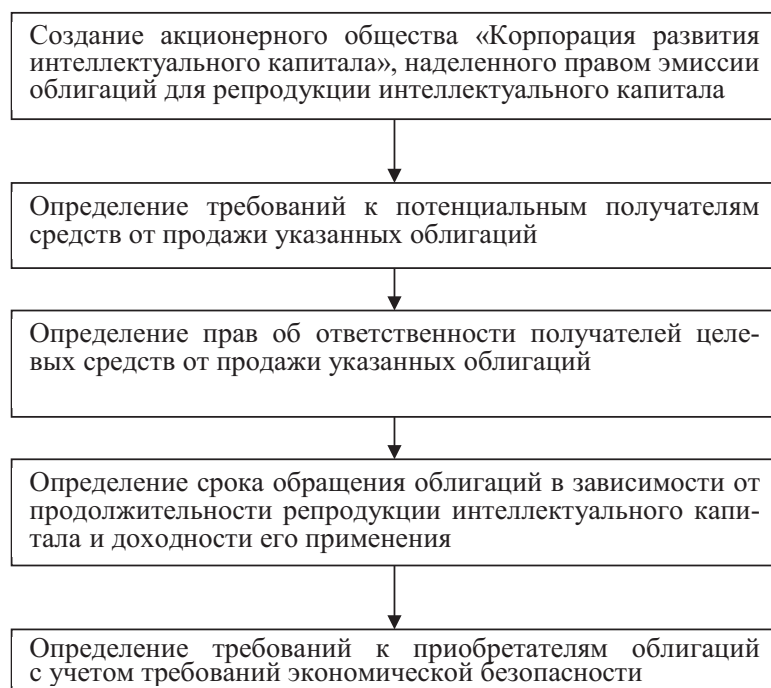 Создание акционерного общества «Корпорация развития
интеллектуального капитала», наделенного правом эмиссии
облигаций для репродукции интеллектуального капитала
Определение требований к потенциальным получателям
средств от продажи указанных облигаций
Определение прав об ответственности получателей целе-
вых средств от продажи указанных облигаций
Определение срока обращения облигаций в зависимости от
продолжительности репродукции интеллектуального капи-
тала и доходности его применения
Определение требований к приобретателям облигаций
с учетом требований экономической безопасности